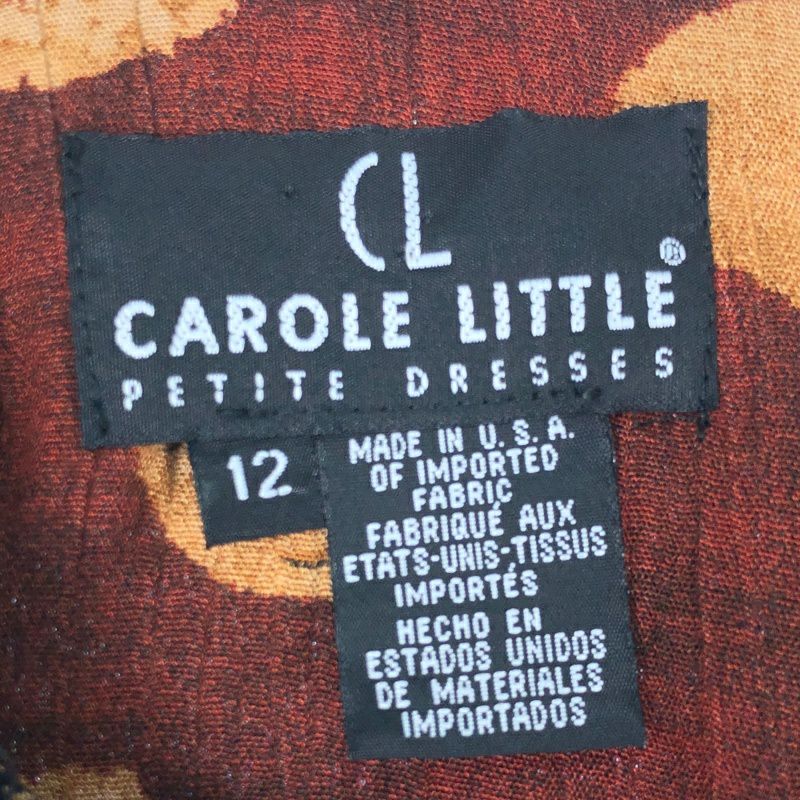 CL
CAROLE LITTLE®
PETITE DRESSES
12
MADE IN U.S.A.
OF IMPORTED
FABRIC
FABRIQUÉ AUX
ETATS-UNIS-TISSUS
IMPORTÉS
HECHO EN
ESTADOS UNIDOS
DE MATERIALES
IMPORTADOS